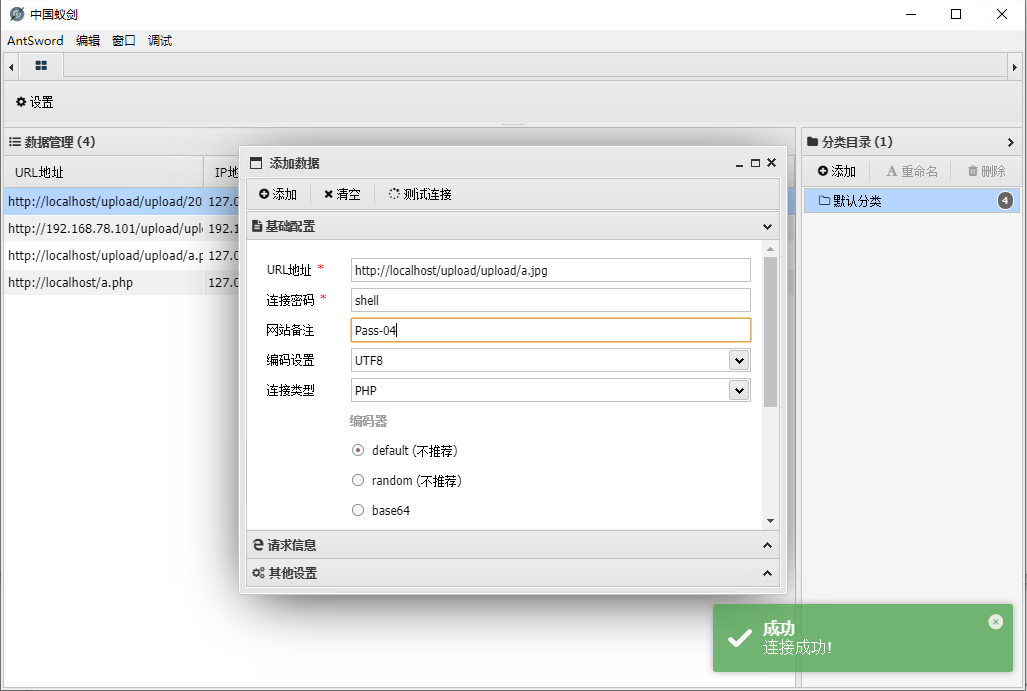 中国蚁剑
AntSword 编辑 窗口 调试
设置
数据管理 (4)
URL地址 IP地
http://localhost/upload/upload/20 127.0
http://192.168.78.101/upload/uplo 192.1
http://localhost/upload/upload/a.p 127.0
http://localhost/a.php 127.0
添加数据
添加 清空 测试连接
基础配置
URL地址 * http://localhost/upload/upload/a.jpg
连接密码 * shell
网站备注 Pass-04
编码设置 UTF8
连接类型 PHP
编码器
default (不推荐)
random (不推荐)
base64
请求信息
其他设置
分类目录 (1)
添加 重命名 删除
默认分类 4
成功
连接成功!